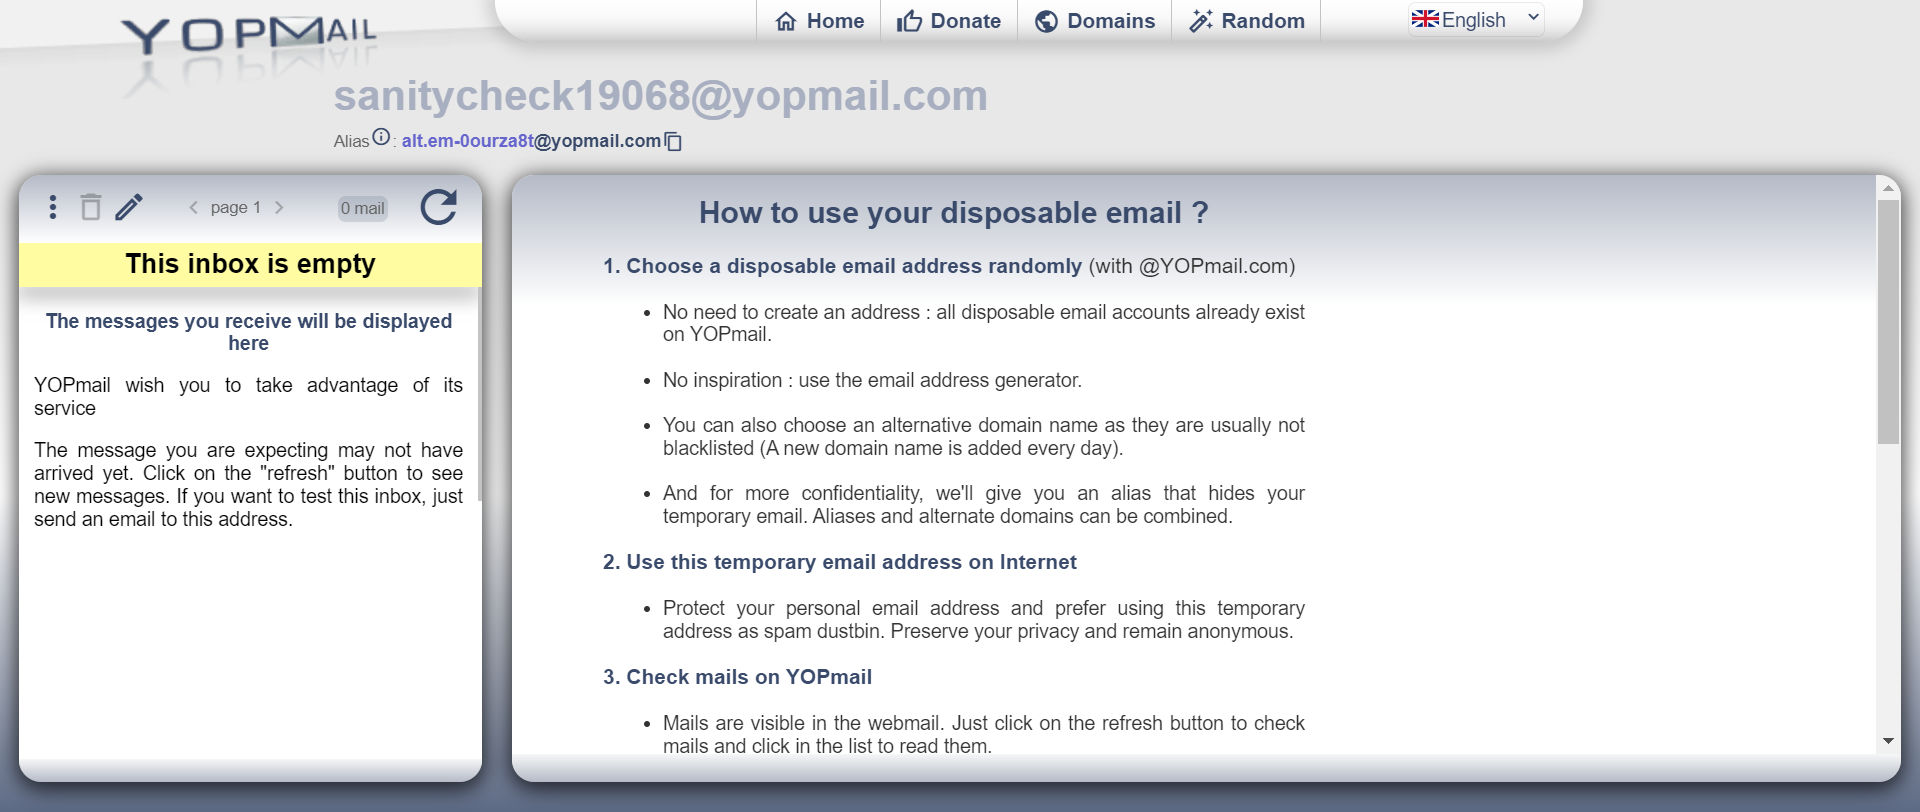 YOPMAIL
Home
Donate
Domains
Random
English
sanitycheck19068@yopmail.com
Alias : alt.em-0ourza8t@yopmail.com
page 1
0 mail
This inbox is empty
The messages you receive will be displayed
here
YOPmail wish you to take advantage of its
service
The message you are expecting may not have
arrived yet. Click on the "refresh" button to see
new messages. If you want to test this inbox, just
send an email to this address.
How to use your disposable email ?
1. Choose a disposable email address randomly (with @YOPmail.com)
• No need to create an address : all disposable email accounts already exist
on YOPmail.
• No inspiration : use the email address generator.
• You can also choose an alternative domain name as they are usually not
blacklisted (A new domain name is added every day).
• And for more confidentiality, we'll give you an alias that hides your
temporary email. Aliases and alternate domains can be combined.
2. Use this temporary email address on Internet
• Protect your personal email address and prefer using this temporary
address as spam dustbin. Preserve your privacy and remain anonymous.
3. Check mails on YOPmail
• Mails are visible in the webmail. Just click on the refresh button to check
mails and click in the list to read them.